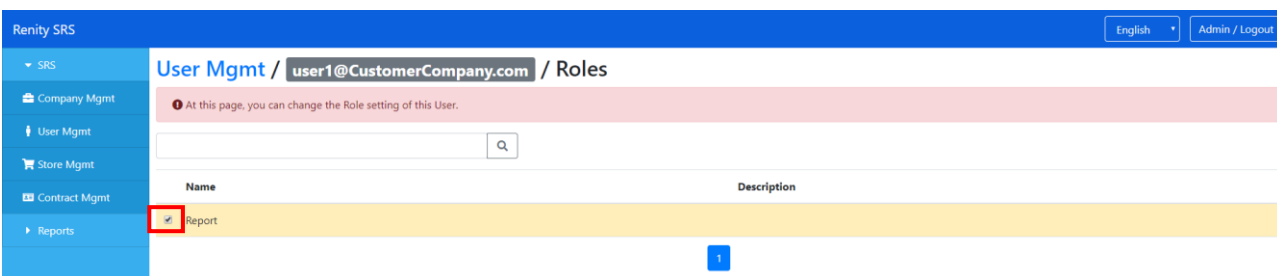 Renity SRS English Admin / Logout
SRS
User Mgmt / user1@CustomerCompany.com / Roles
Company Mgmt
At this page, you can change the Role setting of this User.
User Mgmt
Store Mgmt
Name Description
Contract Mgmt
Report
Reports
1